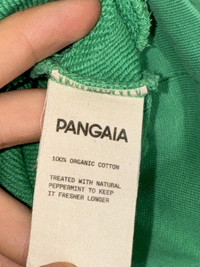 PANGAIA
100% ORGANIC COTTON
TREATED WITH NATURAL
PEPPERMINT TO KEEP
IT FRESHER LONGER